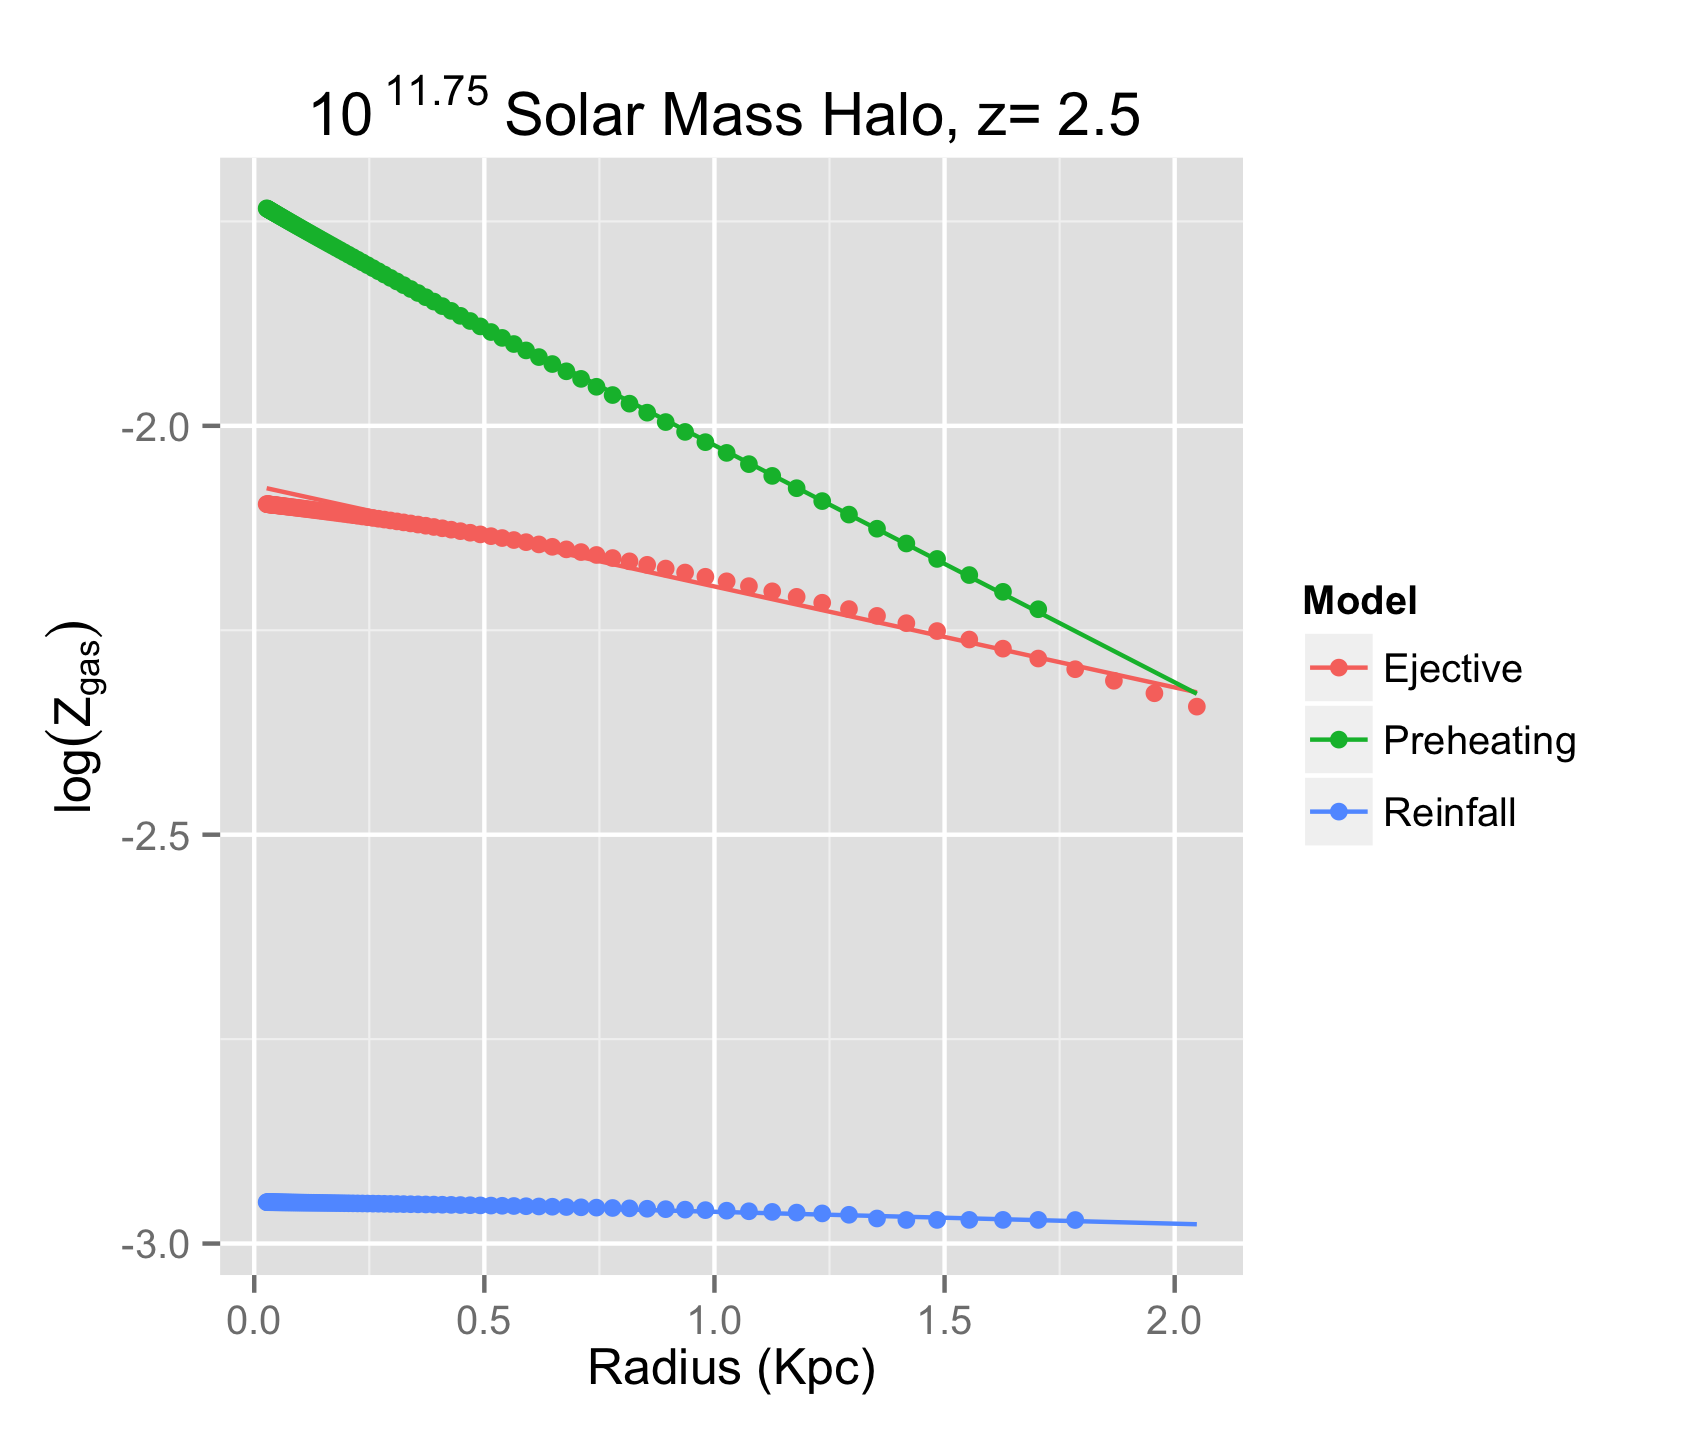 10 11.75 Solar Mass Halo, z= 2.5
-2.0
-2.5
-3.0
log(Zgas)
0.0 0.5 1.0 1.5 2.0
Radius (Kpc)
Model
Ejective
Preheating
Reinfall